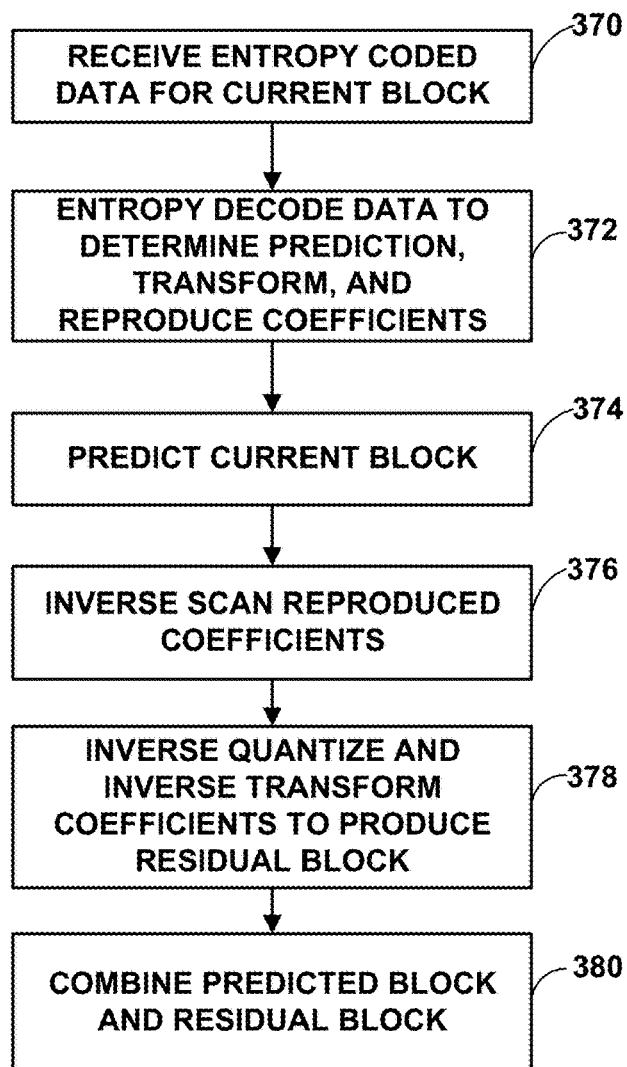 370
RECEIVE ENTROPY CODED
DATA FOR CURRENT BLOCK
372
ENTROPY DECODE DATA TO
DETERMINE PREDICTION,
TRANSFORM, AND
REPRODUCE COEFFICIENTS
374
PREDICT CURRENT BLOCK
376
INVERSE SCAN REPRODUCED
COEFFICIENTS
378
INVERSE QUANTIZE AND
INVERSE TRANSFORM
COEFFICIENTS TO PRODUCE
RESIDUAL BLOCK
380
COMBINE PREDICTED BLOCK
AND RESIDUAL BLOCK